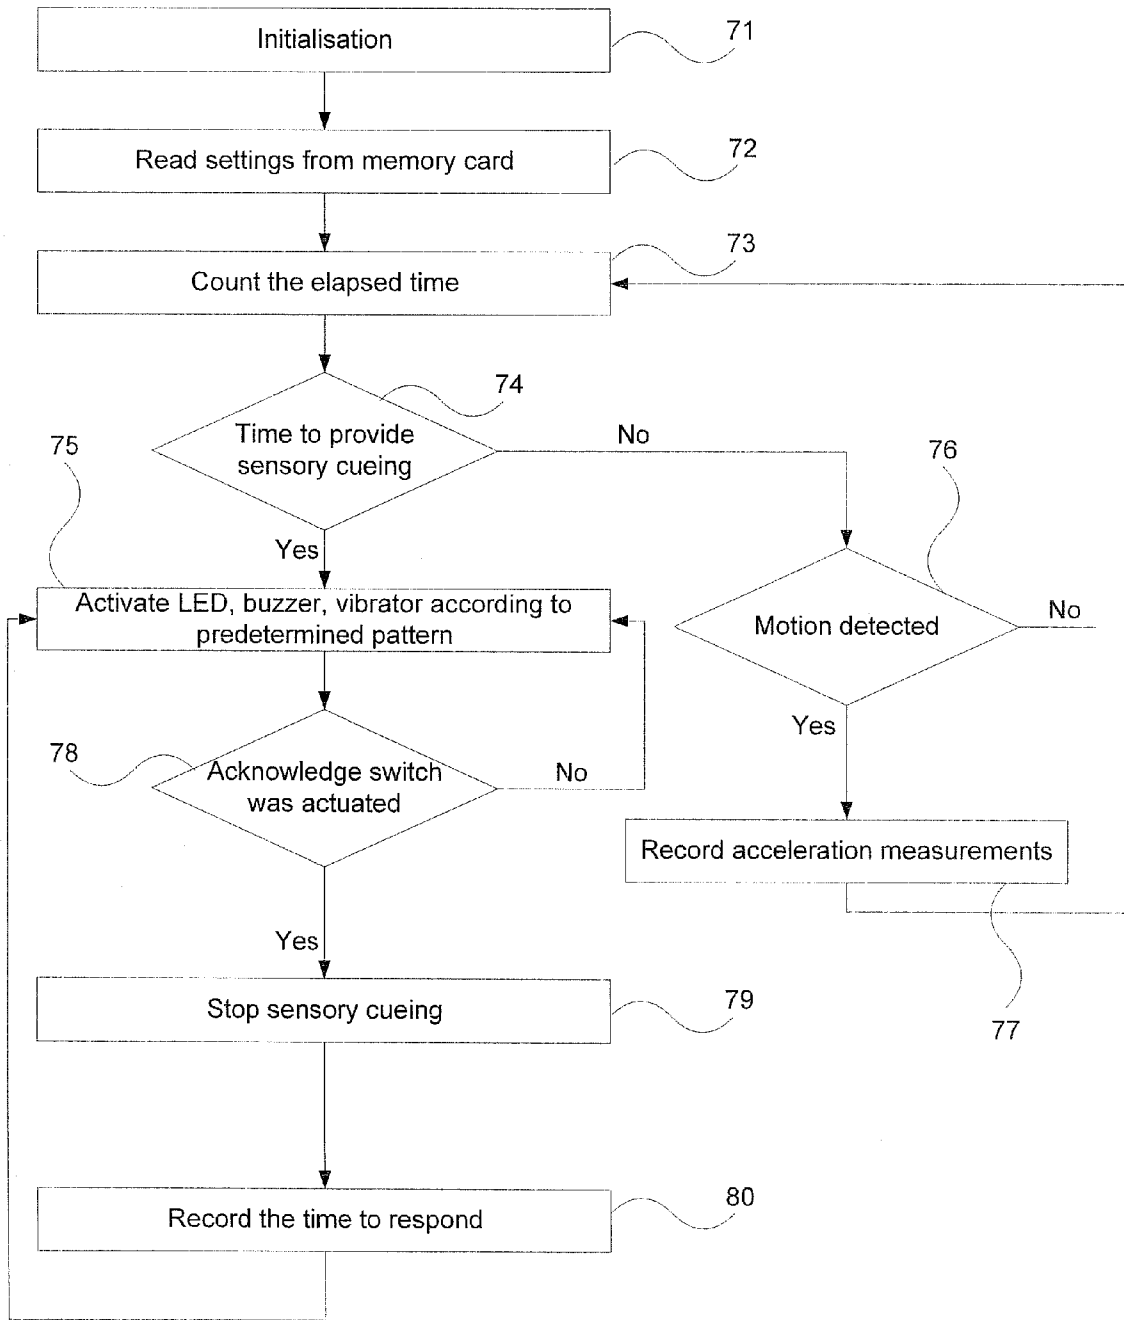 Initialisation
71
Read settings from memory card
72
73
Count the elapsed time
74
Time to provide
sensory cueing
No
75
76
Yes
Activate LED, buzzer, vibrator according to
predetermined pattern
Motion detected
No
Yes
78
Acknowledge switch
was actuated
No
Record acceleration measurements
Yes
Stop sensory cueing
79
77
Record the time to respond
80